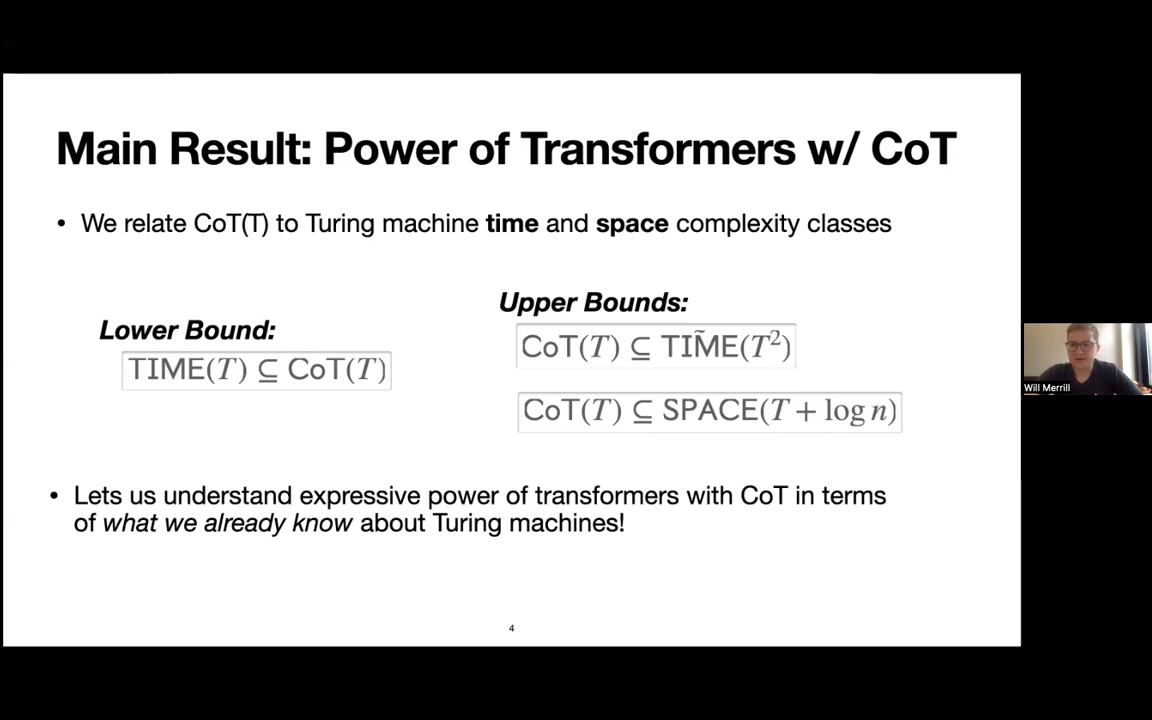 Main Result: Power of Transformers w/ CoT
• We relate CoT(T) to Turing machine time and space complexity classes
Lower Bound:
TIME(T) ⊆ CoT(T)
Upper Bounds:
CoT(T) ⊆ TIM̃E(T²)
CoT(T) ⊆ SPACE(T + log n)
• Lets us understand expressive power of transformers with CoT in terms
of what we already know about Turing machines!
4
Will Merrill